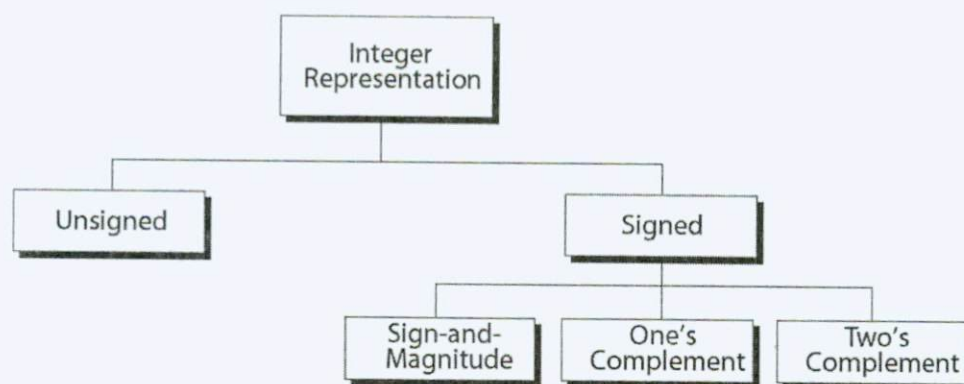 Integer
Representation
Unsigned
Signed
Sign-and-
Magnitude
One's
Complement
Two's
Complement